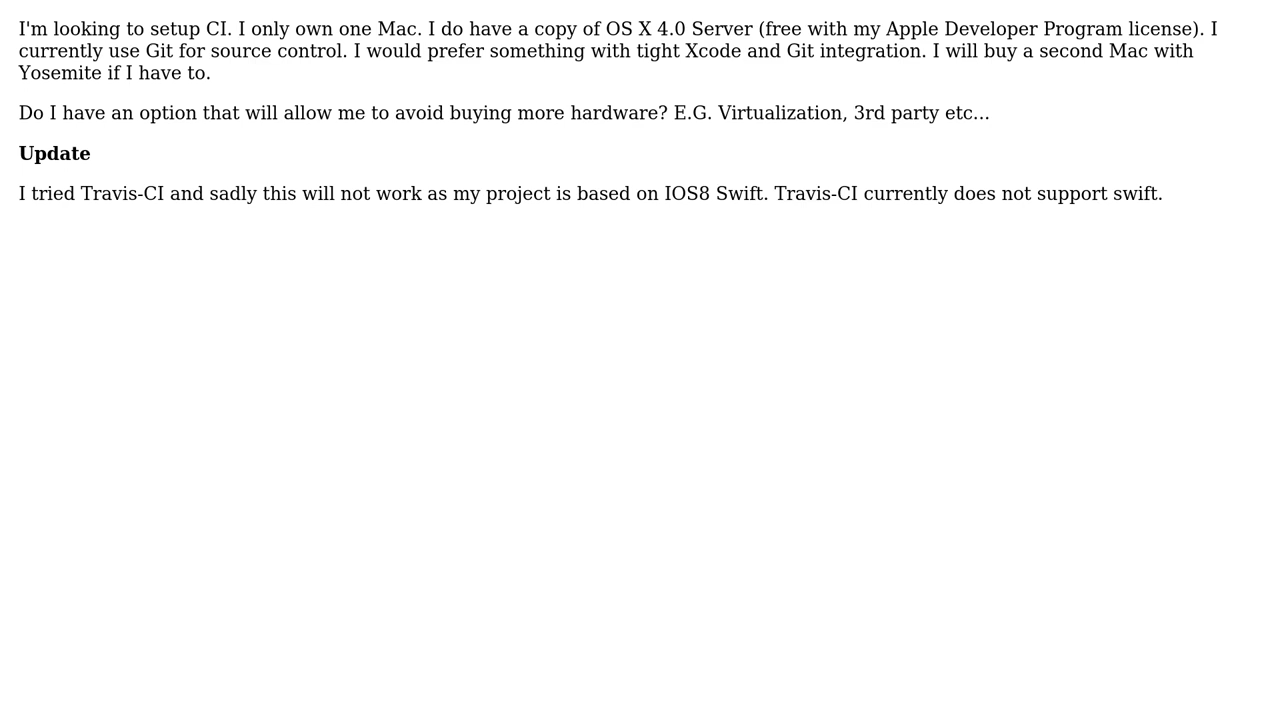 I'm looking to setup CI. I only own one Mac. I do have a copy of OS X 4.0 Server (free with my Apple Developer Program license). I
currently use Git for source control. I would prefer something with tight Xcode and Git integration. I will buy a second Mac with
Yosemite if I have to.
Do I have an option that will allow me to avoid buying more hardware? E.G. Virtualization, 3rd party etc...
Update
I tried Travis-CI and sadly this will not work as my project is based on IOS8 Swift. Travis-CI currently does not support swift.